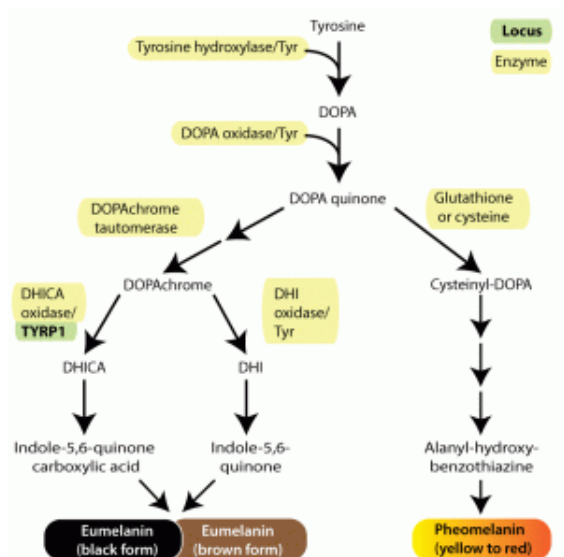 Tyrosine
Locus
Tyrosine hydroxylase/Tyr
Enzyme
DOPA
DOPA oxidase/Tyr
DOPA quinone
Glutathione
or cysteine
DOPAchrome
tautomerase
DOPAchrome
Cysteinyl-DOPA
DHICA
oxidase/
TYRP1
DHI
oxidase/
Tyr
DHICA
DHI
Indole-5,6-quinone
carboxylic acid
Indole-5,6-
quinone
Alanyl-hydroxy-
benzothiazine
Eumelanin
(black form)
Eumelanin
(brown form)
Pheomelanin
(yellow to red)